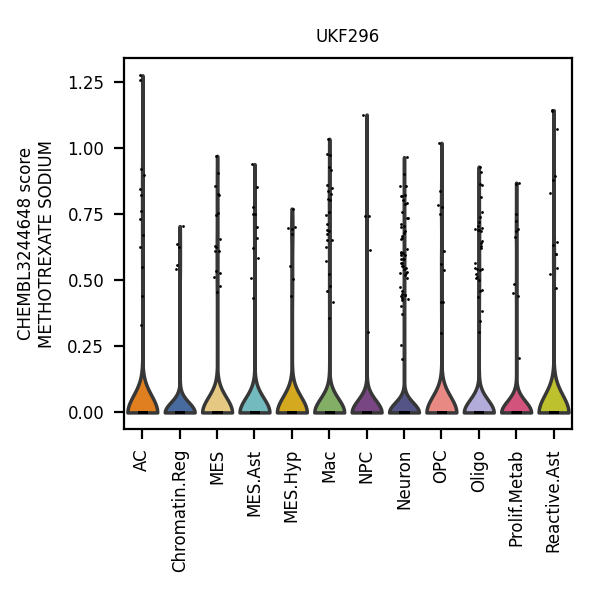 UKF296
CHEMBL3244648 score
METHOTREXATE SODIUM
1.25
1.00
0.75
0.50
0.25
0.00
AC
Chromatin.Reg
MES
MES.Ast
MES.Hyp
Mac
NPC
Neuron
OPC
Oligo
Prolif.Metab
Reactive.Ast